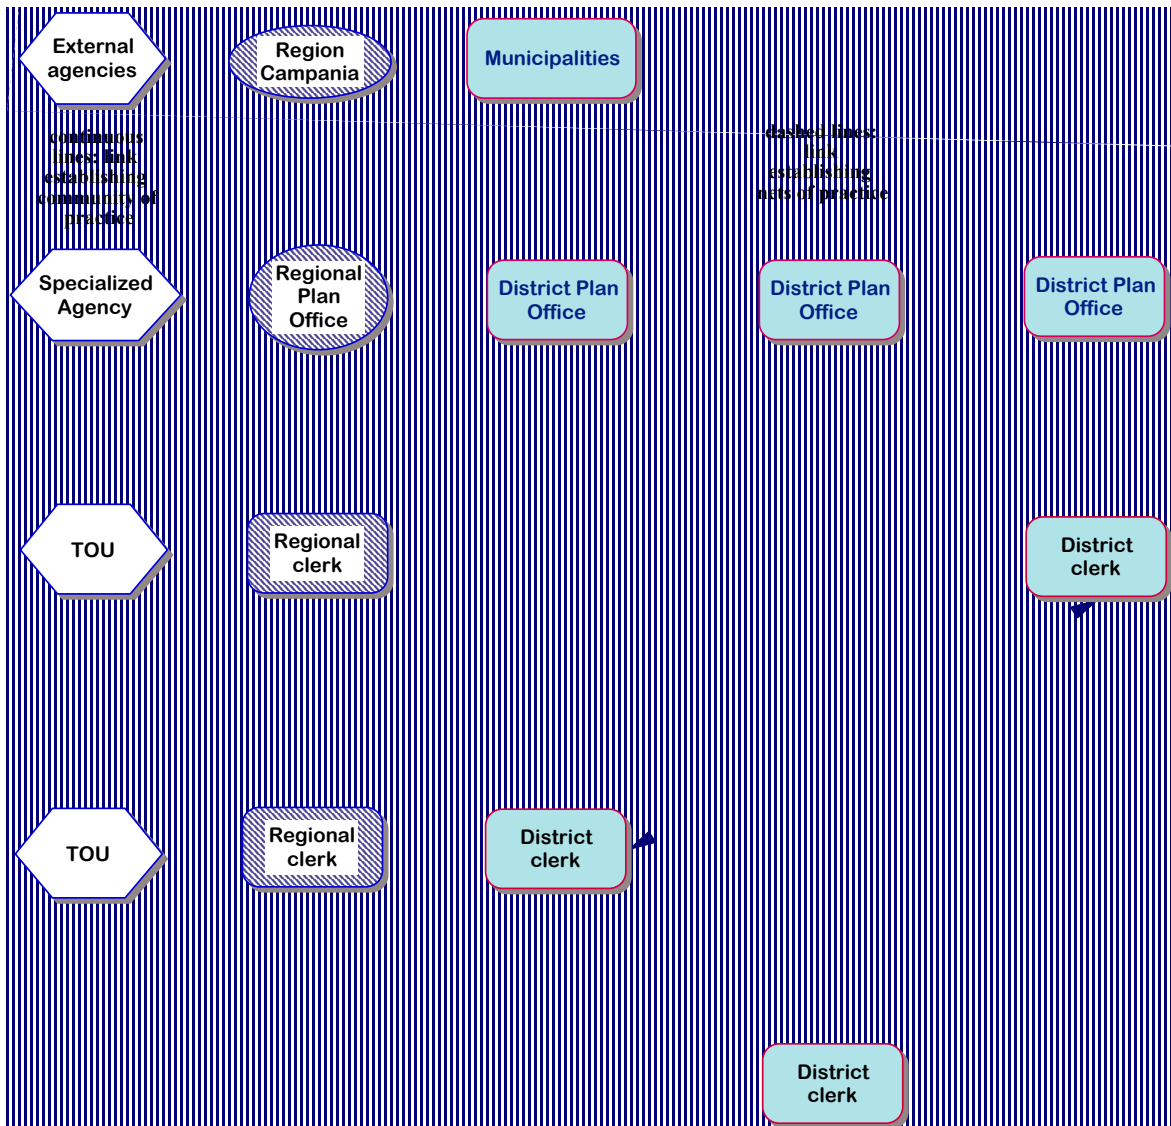 External
agencies
Region
Campania
Municipalities
continuous
lines: link
establishing
community of
practice
dashed lines:
link
establishing
nets of practice
Specialized
Agency
Regional
Plan
Office
District Plan
Office
District Plan
Office
District Plan
Office
TOU
Regional
clerk
District
clerk
TOU
Regional
clerk
District
clerk
District
clerk